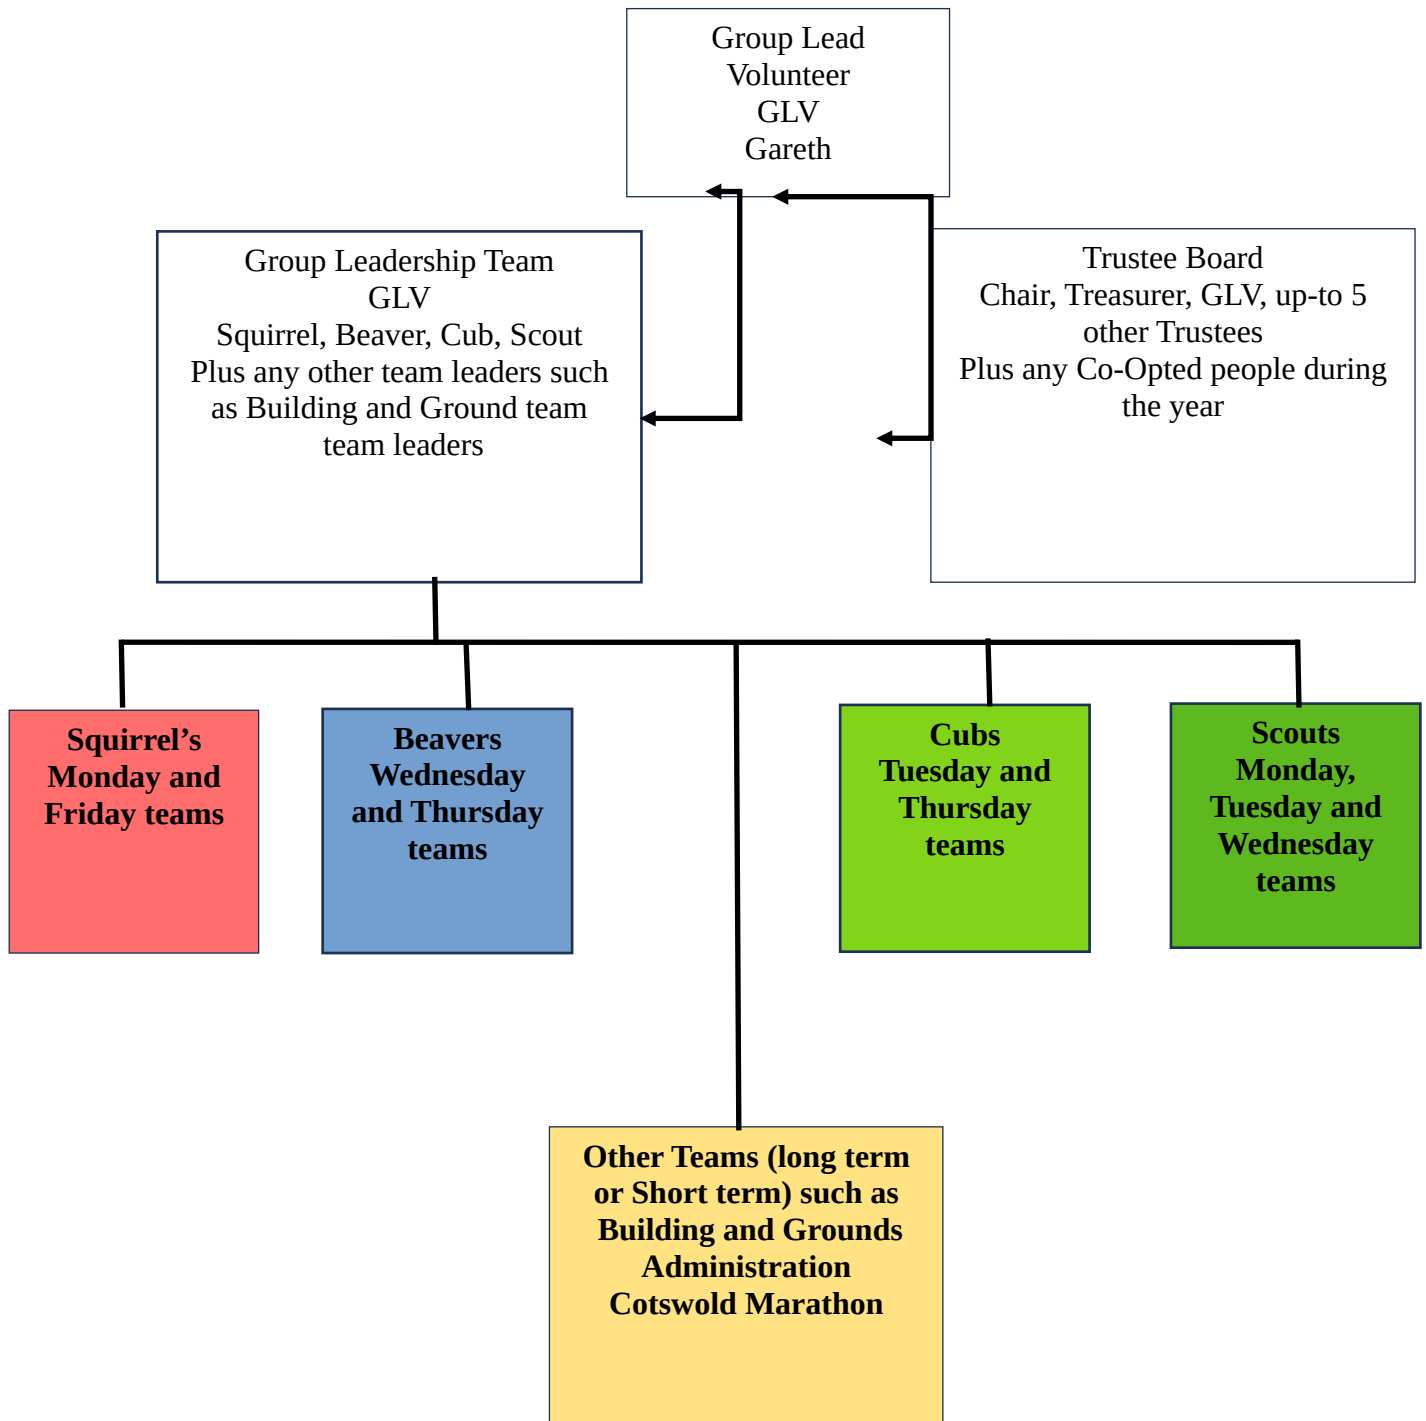 Group Lead
Volunteer
GLV
Gareth
Group Leadership Team
GLV
Squirrel, Beaver, Cub, Scout
Plus any other team leaders such
as Building and Ground team
team leaders
Trustee Board
Chair, Treasurer, GLV, up-to 5
other Trustees
Plus any Co-Opted people during
the year
Squirrel’s
Monday and
Friday teams
Beavers
Wednesday
and Thursday
teams
Cubs
Tuesday and
Thursday
teams
Scouts
Monday,
Tuesday and
Wednesday
teams
Other Teams (long term
or Short term) such as
Building and Grounds
Administration
Cotswold Marathon